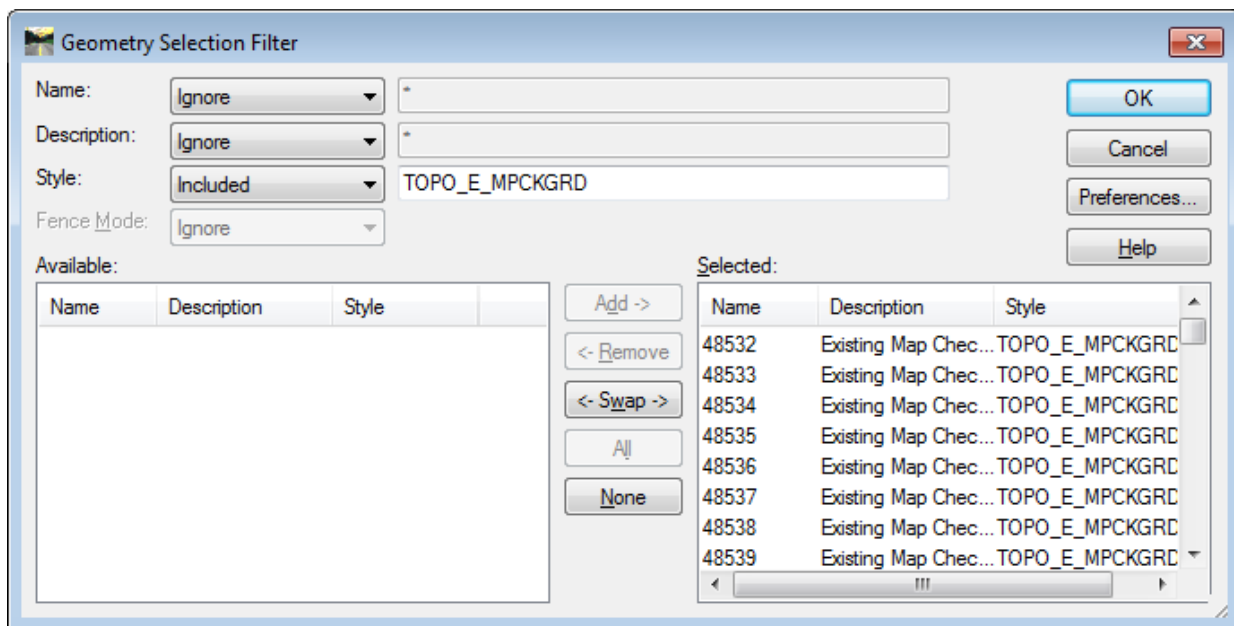 Geometry Selection Filter
Name: Ignore *
Description: Ignore *
Style: Included TOPO_E_MPCKGRD
Fence Mode: Ignore
OK
Cancel
Preferences...
Help
Available:
Name Description Style
Add ->
<- Remove
<- Swap ->
All
None
Selected:
Name Description Style
48532 Existing Map Chec... TOPO_E_MPCKGRD
48533 Existing Map Chec... TOPO_E_MPCKGRD
48534 Existing Map Chec... TOPO_E_MPCKGRD
48535 Existing Map Chec... TOPO_E_MPCKGRD
48536 Existing Map Chec... TOPO_E_MPCKGRD
48537 Existing Map Chec... TOPO_E_MPCKGRD
48538 Existing Map Chec... TOPO_E_MPCKGRD
48539 Existing Map Chec... TOPO_E_MPCKGRD